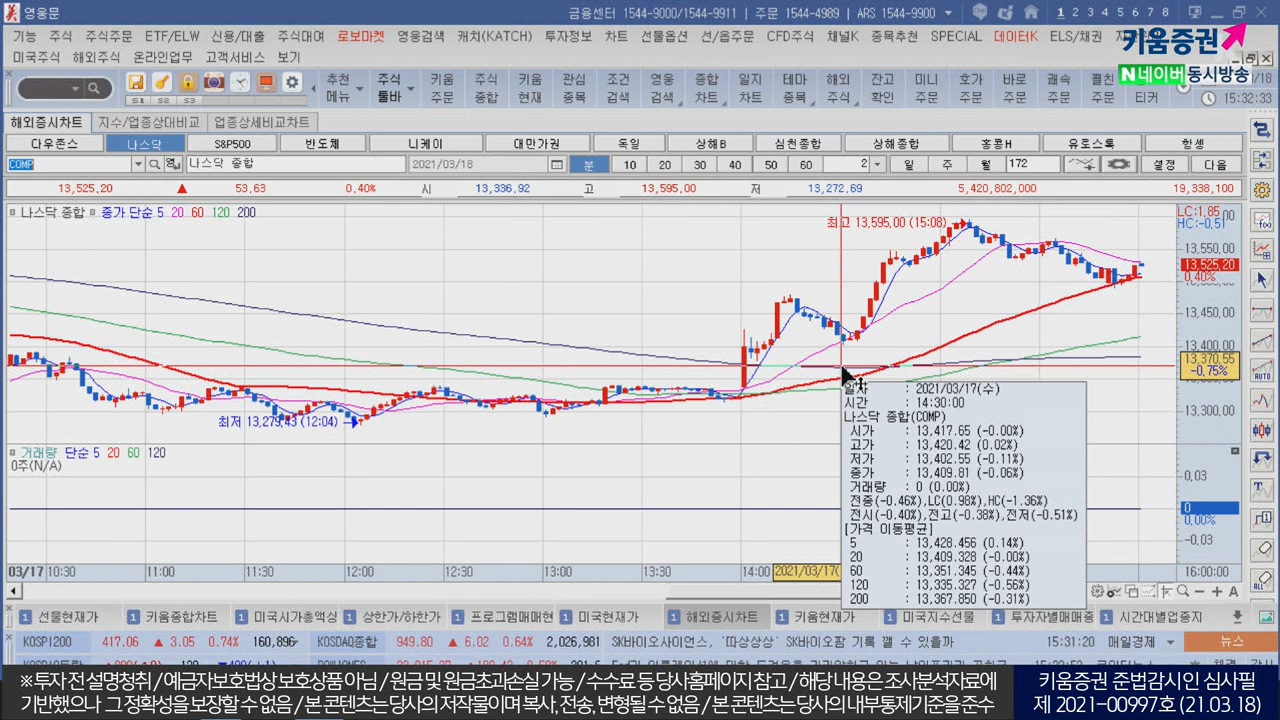 영웅문
금융센터 1544-9000/1544-9911 | 주문 1544-4989 | ARS 1544-9900
1 2 3 4 5 6 7 8
기능 주식 주식주문 ETF/ELW 신용/대출 주식대여 로보마켓 영웅검색 캐치(KATCH) 투자정보 차트 선물옵션 선/옵주문 CFD주식 채널K 종목추천 SPECIAL 데이터K ELS/채권
미국주식 해외주식 온라인업무 고객서비스 보기
키움증권
N네이버 동시방송
15:32:33
S1 S2 S3
추천 메뉴 주식 툴바 키움 주문 주식 종합 키움 현재 관심 종목 조건 검색 영웅 검색 종합 차트 일지 차트 테마 종목 해외 주식 잔고 확인 미니 주문 호가 주문 바로 주문 쾌속 주문 클린 주문 티커
해외증시차트 지수/업종상대비교 업종상세비교차트
다우존스 나스닥 S&P500 반도체 니케이 대만가권 독일 상해B 심천종합 상해종합 홍콩H 유로스톡 항셍
COMP 나스닥 종합 2021/03/18 분 10 20 30 40 50 60 2 일 주 월 172 설정 다음
13,525,20 ▲ 53,63 0,40% 시 13,336,92 고 13,595,00 저 13,272,69 5,420,802,000 19,338,100
나스닥 종합 종가 단순 5 20 60 120 200
최고 13,595,00 (15:08)
LC:1,85
HC:-0,51
13,550,00
13,525,20
0,40%
13,450,00
13,400,00
13,370,55
-0,75%
13,300,00
최저 13,279,43 (12:04)
: 2021/03/17(수)
시간 : 14:30:00
나스닥 종합(COMP)
시가 : 13,417.65 (-0.00%)
고가 : 13,420.42 (0.02%)
저가 : 13,402.55 (-0.11%)
종가 : 13,409.81 (-0.06%)
거래량 : 0 (0.00%)
전종(-0.46%),LC(0.98%),HC(-1.36%)
전시(-0.40%),전고(-0.38%),전저(-0.51%)
[가격 이동평균]
5 : 13,428.456 (0.14%)
20 : 13,409.328 (-0.00%)
60 : 13,351.345 (-0.44%)
120 : 13,335.327 (-0.56%)
200 : 13,367.850 (-0.31%)
거래량 단순 5 20 60 120
0주(N/A)
0,03
0
0,00%
-0,03
03/17 10:30 11:00 11:30 12:00 12:30 13:00 13:30 14:00 2021/03/17( 16:00:00
1 선물현재가 1 키움종합차트 1 미국시가총액싱 1 상한가/하한가 1 프로그램매매현 1 미국현재가 1 해외증시차트 1 키움현재가 1 미국지수선물 1 투자자별매매종 1 시간대별업종지
KOSPI200 417.06 ▲ 3.05 0.74% 160,896 KOSDAQ종합 949.80 ▲ 6.02 0.64% 2,026,981 SK바이오사이언스, '따상상상' SK바이오팜 기록 깰 수 있을까 15:31:20 매일경제 뉴스
※ 투자 전 설명청취 / 예금자보호법상 보호상품 아님 / 원금 및 원금초과손실 가능 / 수수료 등 당사홈페이지 참고 / 해당 내용은 조사분석자료에
기반했으나 그 정확성을 보장할 수 없음 / 본 콘텐츠는 당사의 저작물이며 복사, 전송, 변형될 수 없음 / 본 콘텐츠는 당사의 내부통제기준을 준수
키움증권 준법감시인 심사필
제 2021-00997호 (21.03.18)